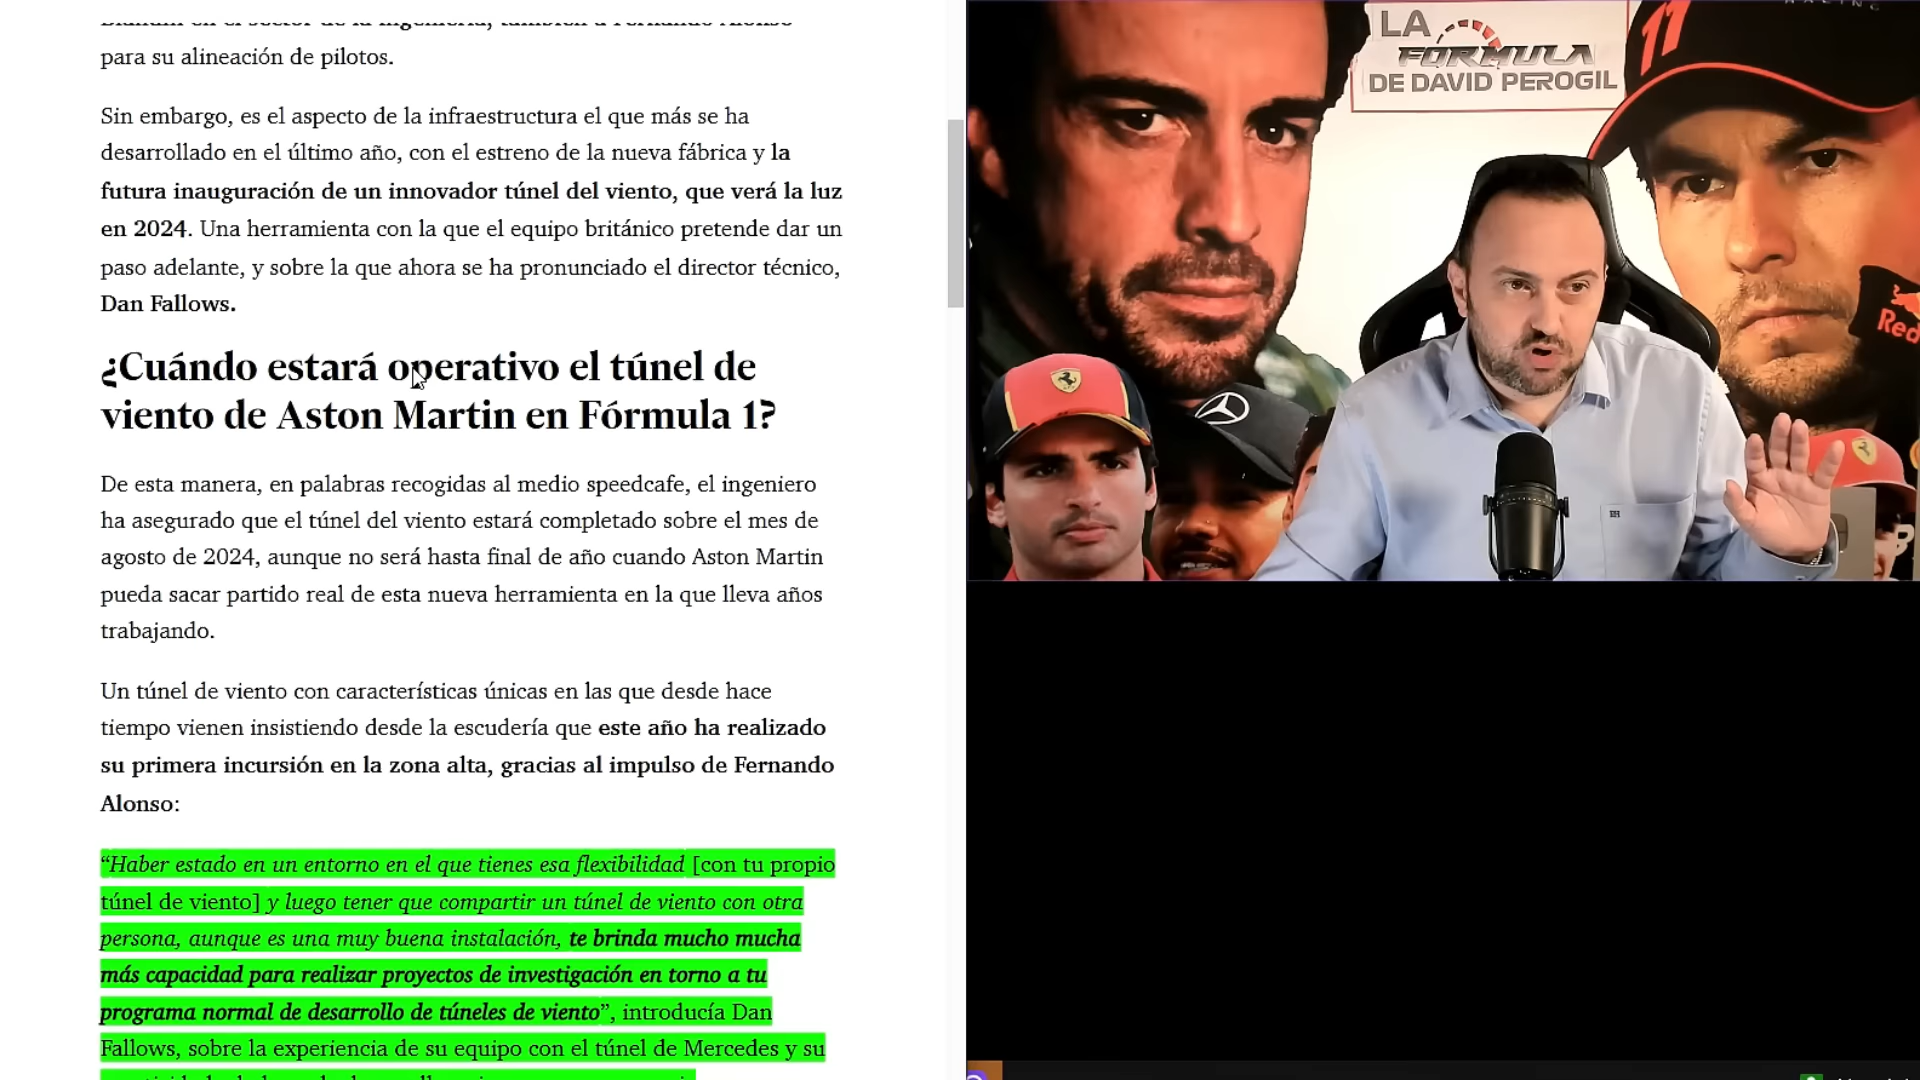 para su alineación de pilotos.
Sin embargo, es el aspecto de la infraestructura el que más se ha
desarrollado en el último año, con el estreno de la nueva fábrica y la
futura inauguración de un innovador túnel del viento, que verá la luz
en 2024. Una herramienta con la que el equipo británico pretende dar un
paso adelante, y sobre la que ahora se ha pronunciado el director técnico,
Dan Fallows.
¿Cuándo estará operativo el túnel de
viento de Aston Martin en Fórmula 1?
De esta manera, en palabras recogidas al medio speedcafe, el ingeniero
ha asegurado que el túnel del viento estará completado sobre el mes de
agosto de 2024, aunque no será hasta final de año cuando Aston Martin
pueda sacar partido real de esta nueva herramienta en la que lleva años
trabajando.
Un túnel de viento con características únicas en las que desde hace
tiempo vienen insistiendo desde la escudería que este año ha realizado
su primera incursión en la zona alta, gracias al impulso de Fernando
Alonso:
“Haber estado en un entorno en el que tienes esa flexibilidad [con tu propio
túnel de viento] y luego tener que compartir un túnel de viento con otra
persona, aunque es una muy buena instalación, te brinda mucho mucha
más capacidad para realizar proyectos de investigación en torno a tu
programa normal de desarrollo de túneles de viento”, introducía Dan
Fallows, sobre la experiencia de su equipo con el túnel de Mercedes y su
LA
FÓRMULA
DE DAVID PEROGIL
11
Red